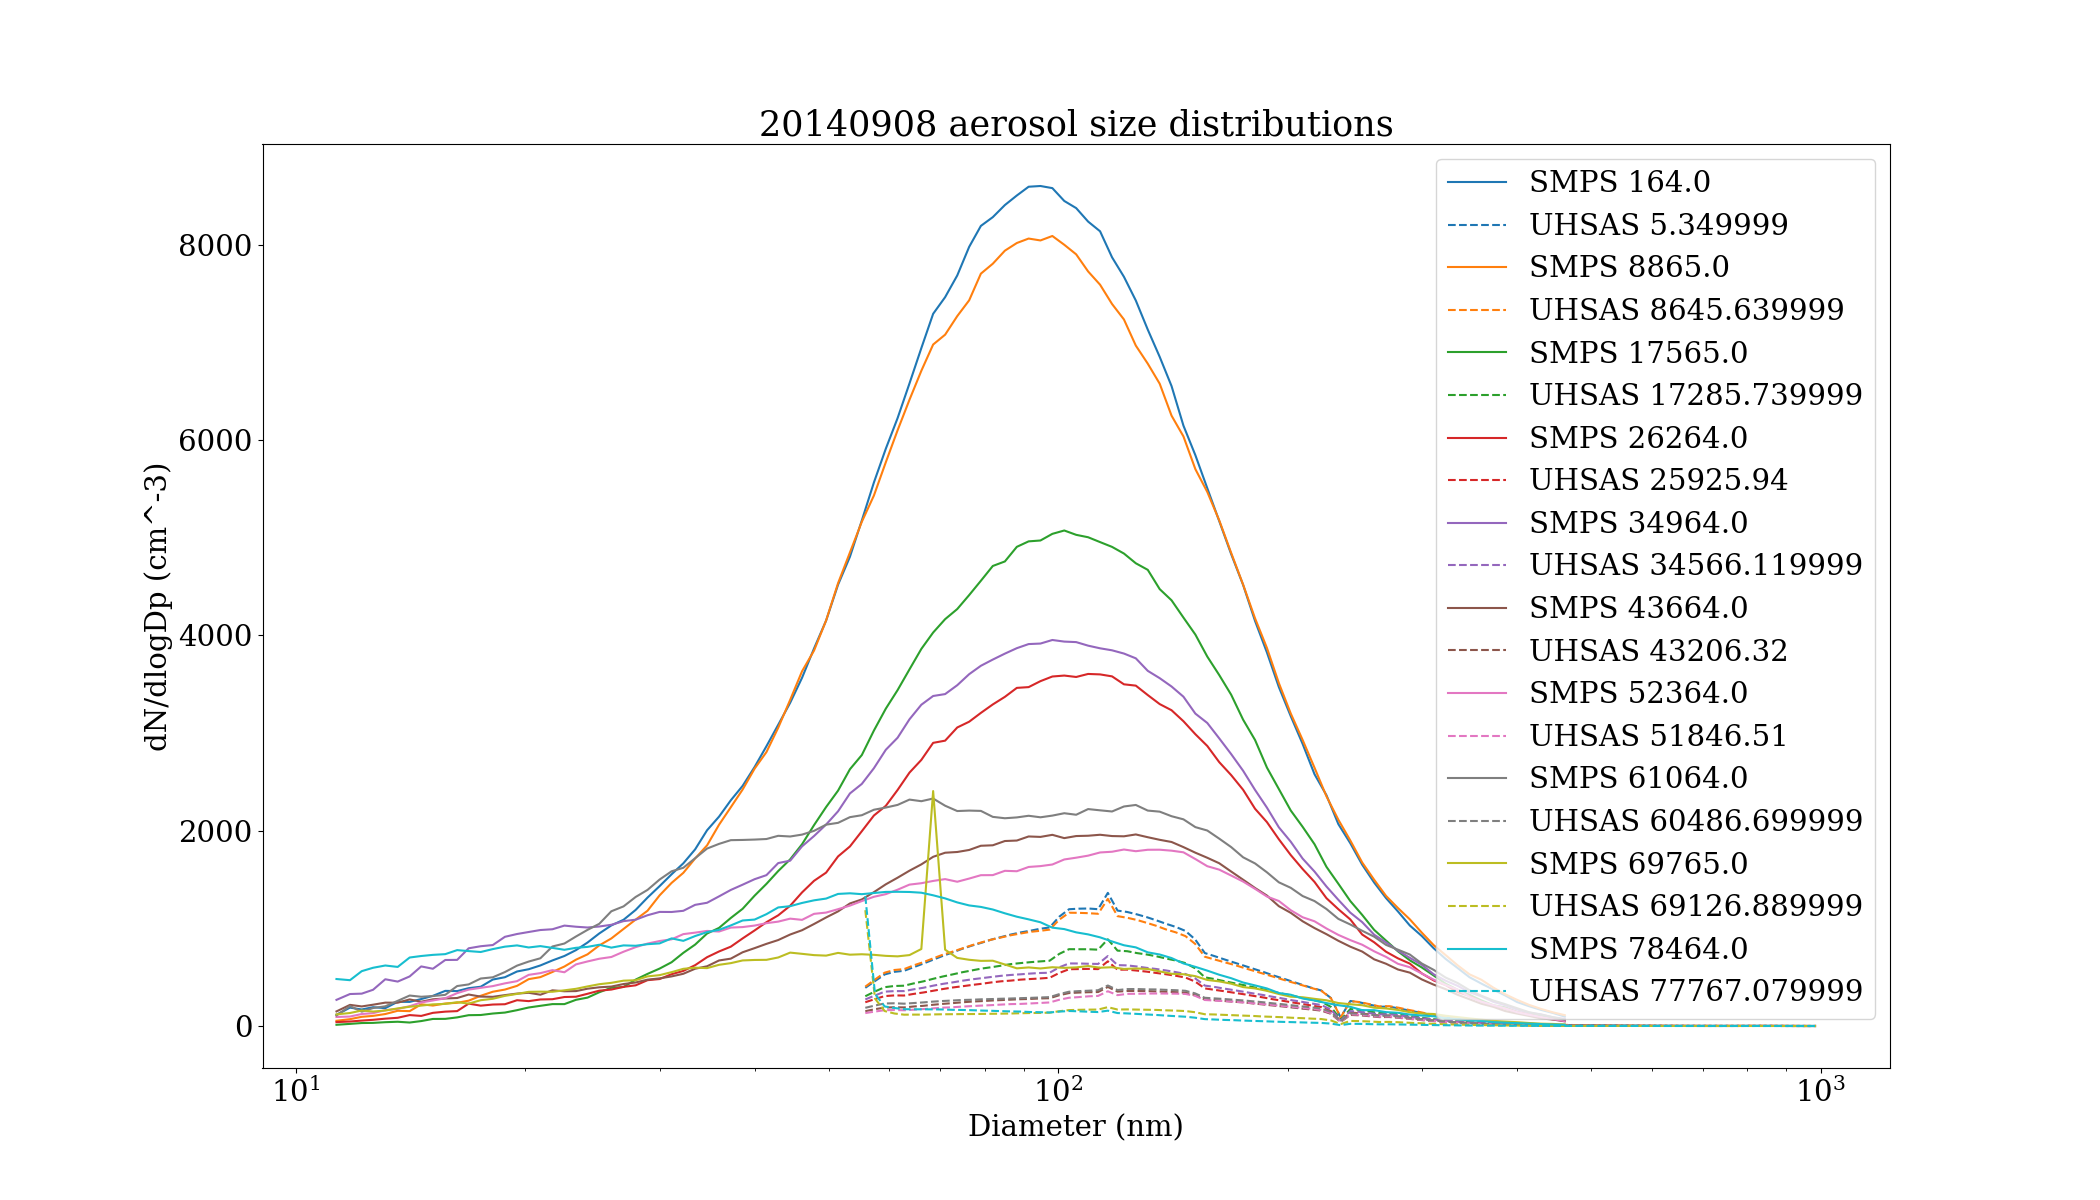 20140908 aerosol size distributions
dN/dlogDp (cm^-3)
8000
6000
4000
2000
0
SMPS 164.0
UHSAS 5.349999
SMPS 8865.0
UHSAS 8645.639999
SMPS 17565.0
UHSAS 17285.739999
SMPS 26264.0
UHSAS 25925.94
SMPS 34964.0
UHSAS 34566.119999
SMPS 43664.0
UHSAS 43206.32
SMPS 52364.0
UHSAS 51846.51
SMPS 61064.0
UHSAS 60486.699999
SMPS 69765.0
UHSAS 69126.889999
SMPS 78464.0
UHSAS 77767.079999
10¹ 10² 10³
Diameter (nm)